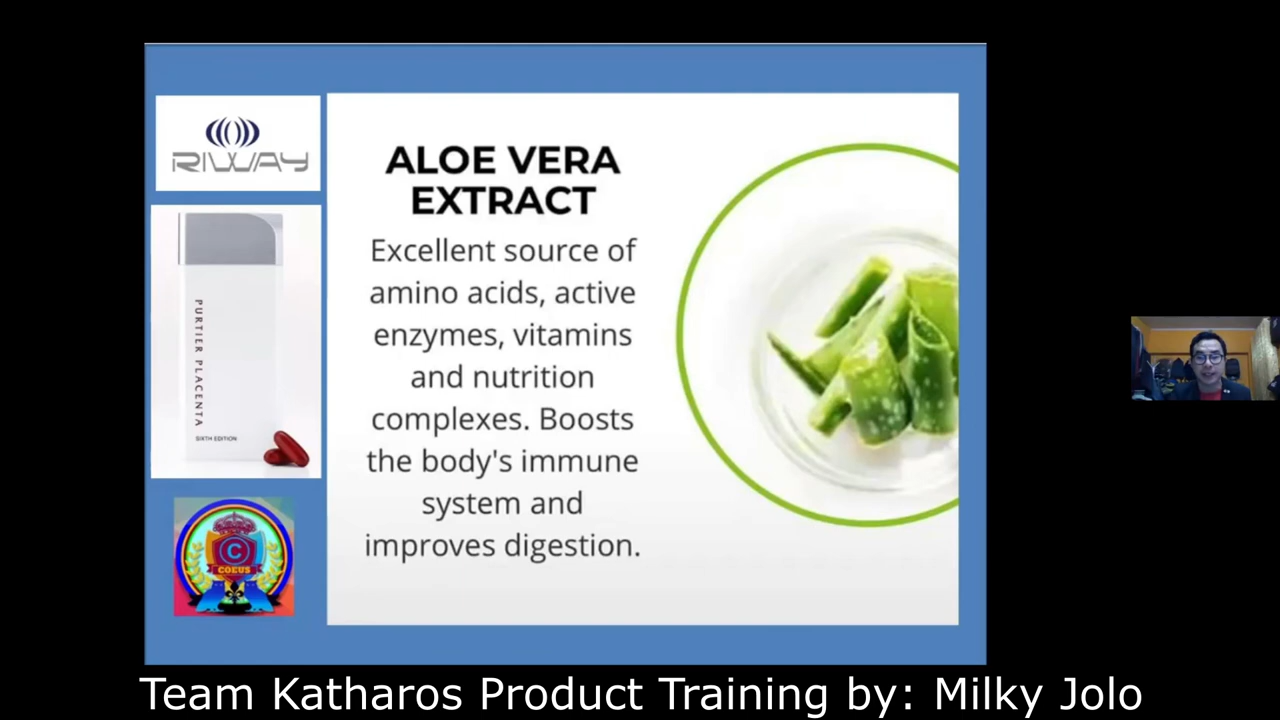 RIWAY
PURTIER PLACENTA
SIXTH EDITION
C
COEUS
ALOE VERA
EXTRACT
Excellent source of
amino acids, active
enzymes, vitamins
and nutrition
complexes. Boosts
the body's immune
system and
improves digestion.
Team Katharos Product Training by: Milky Jolo